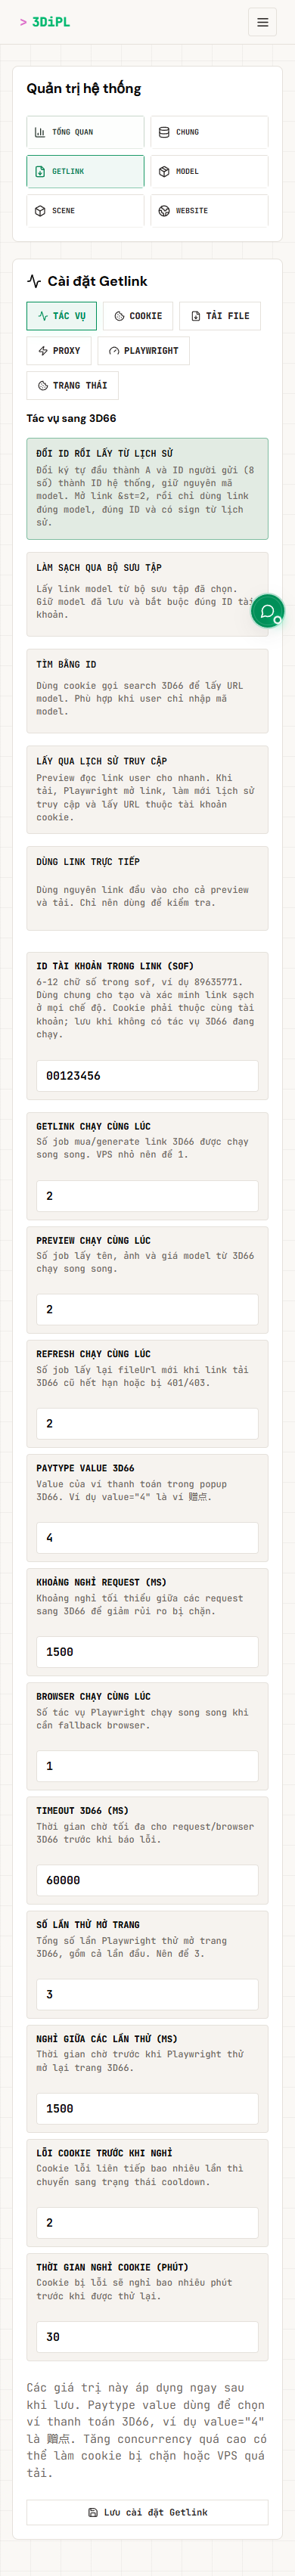 > 3DiPL
Quản trị hệ thống
TỔNG QUAN
CHUNG
GETLINK
MODEL
SCENE
WEBSITE
Cài đặt Getlink
TÁC VỤ
COOKIE
TẢI FILE
PROXY
PLAYWRIGHT
TRẠNG THÁI
Tác vụ sang 3D66
ĐỔI ID RỒI LẤY TỪ LỊCH SỬ
Đổi ký tự đầu thành A và ID người gửi (8
số) thành ID hệ thống, giữ nguyên mã
model. Mở link &st=2, rồi chỉ dùng link
đúng model, đúng ID và có sign từ lịch
sử.
LÀM SẠCH QUA BỘ SƯU TẬP
Lấy link model từ bộ sưu tập đã chọn.
Giữ model đã lưu và bắt buộc đúng ID tài
khoản.
TÌM BẰNG ID
Dùng cookie gọi search 3D66 để lấy URL
model. Phù hợp khi user chỉ nhập mã
model.
LẤY QUA LỊCH SỬ TRUY CẬP
Preview đọc link user cho nhanh. Khi
tải, Playwright mở link, làm mới lịch sử
truy cập và lấy URL thuộc tài khoản
cookie.
DÙNG LINK TRỰC TIẾP
Dùng nguyên link đầu vào cho cả preview
và tải. Chỉ nên dùng để kiểm tra.
ID TÀI KHOẢN TRONG LINK (SOF)
6-12 chữ số trong sof, ví dụ 89635771.
Dùng chung cho tạo và xác minh link sạch
ở mọi chế độ. Cookie phải thuộc cùng tài
khoản; lưu khi không có tác vụ 3D66 đang
chạy.
00123456
GETLINK CHẠY CÙNG LÚC
Số job mua/generate link 3D66 được chạy
song song. VPS nhỏ nên để 1.
2
PREVIEW CHẠY CÙNG LÚC
Số job lấy tên, ảnh và giá model từ 3D66
chạy song song.
2
REFRESH CHẠY CÙNG LÚC
Số job lấy lại fileUrl mới khi link tải
3D66 cũ hết hạn hoặc bị 401/403.
2
PAYTYPE VALUE 3D66
Value của ví thanh toán trong popup
3D66. Ví dụ value="4" là ví 赠点.
4
KHOẢNG NGHỈ REQUEST (MS)
Khoảng nghỉ tối thiểu giữa các request
sang 3D66 để giảm rủi ro bị chặn.
1500
BROWSER CHẠY CÙNG LÚC
Số tác vụ Playwright chạy song song khi
cần fallback browser.
1
TIMEOUT 3D66 (MS)
Thời gian chờ tối đa cho request/browser
3D66 trước khi báo lỗi.
60000
SỐ LẦN THỬ MỞ TRANG
Tổng số lần Playwright thử mở trang
3D66, gồm cả lần đầu. Nên để 3.
3
NGHỈ GIỮA CÁC LẦN THỬ (MS)
Thời gian chờ trước khi Playwright thử
mở lại trang 3D66.
1500
LỖI COOKIE TRƯỚC KHI NGHỈ
Cookie lỗi liên tiếp bao nhiêu lần thì
chuyển sang trạng thái cooldown.
2
THỜI GIAN NGHỈ COOKIE (PHÚT)
Cookie bị lỗi sẽ nghỉ bao nhiêu phút
trước khi được thử lại.
30
Các giá trị này áp dụng ngay sau
khi lưu. Paytype value dùng để chọn
ví thanh toán 3D66, ví dụ value="4"
là 赠点. Tăng concurrency quá cao có
thể làm cookie bị chặn hoặc VPS quá
tải.
Lưu cài đặt Getlink